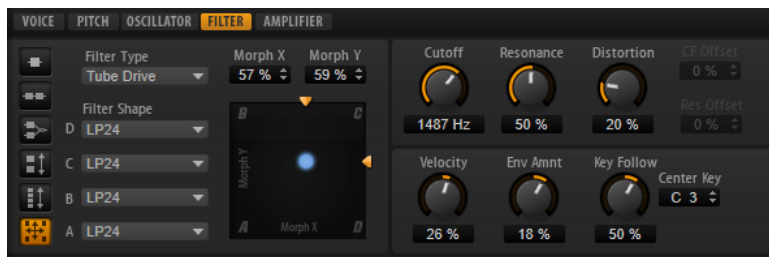 VOICE PITCH OSCILLATOR FILTER AMPLIFIER
Filter Type
Tube Drive
Morph X Morph Y
57 % 59 %
Filter Shape
D LP24
C LP24
B LP24
A LP24
B C
Morph Y
A Morph X D
Cutoff Resonance Distortion CF Offset
0 %
Res Offset
1487 Hz 50 % 20 % 0 %
Velocity Env Amnt Key Follow
Center Key
C 3
26 % 18 % 50 %